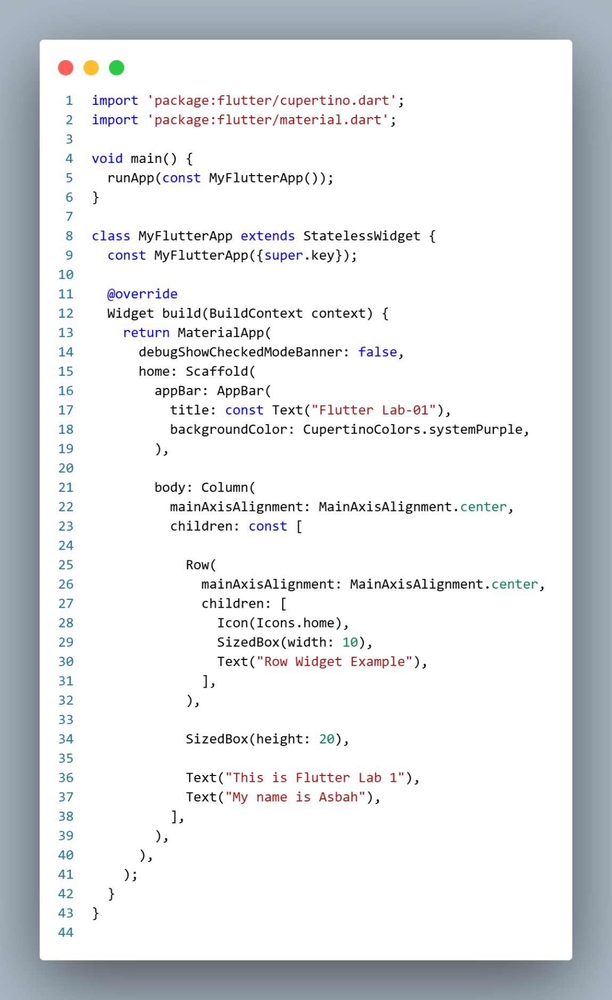 1 import 'package:flutter/cupertino.dart';
2 import 'package:flutter/material.dart';
3
4 void main() {
5   runApp(const MyFlutterApp());
6 }
7
8 class MyFlutterApp extends StatelessWidget {
9   const MyFlutterApp({super.key});
10
11   @override
12   Widget build(BuildContext context) {
13     return MaterialApp(
14       debugShowCheckedModeBanner: false,
15       home: Scaffold(
16         appBar: AppBar(
17           title: const Text("Flutter Lab-01"),
18           backgroundColor: CupertinoColors.systemPurple,
19         ),
20
21         body: Column(
22           mainAxisAlignment: MainAxisAlignment.center,
23           children: const [
24
25             Row(
26               mainAxisAlignment: MainAxisAlignment.center,
27               children: [
28                 Icon(Icons.home),
29                 SizedBox(width: 10),
30                 Text("Row Widget Example"),
31               ],
32             ),
33
34             SizedBox(height: 20),
35
36             Text("This is Flutter Lab 1"),
37             Text("My name is Asbah"),
38           ],
39         ),
40       ),
41     );
42   }
43 }
44